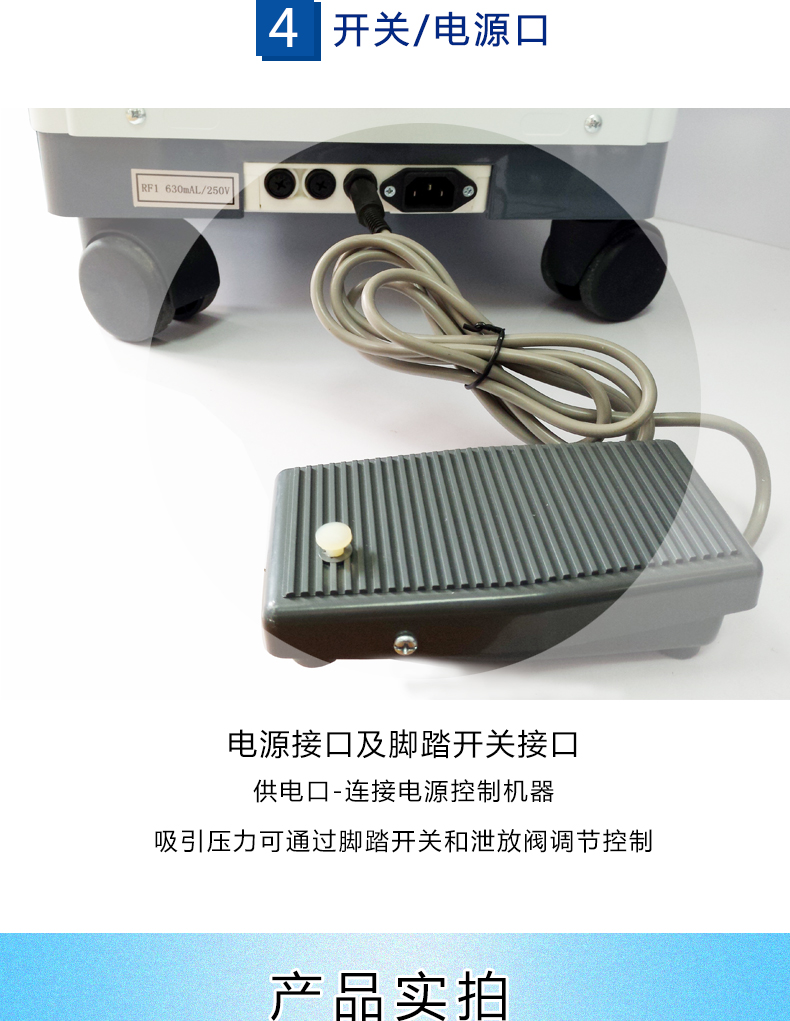 4 开关/电源口
RF1 630mAL/250V
电源接口及脚踏开关接口
供电口-连接电源控制机器
吸引压力可通过脚踏开关和泄放阀调节控制
产品实拍